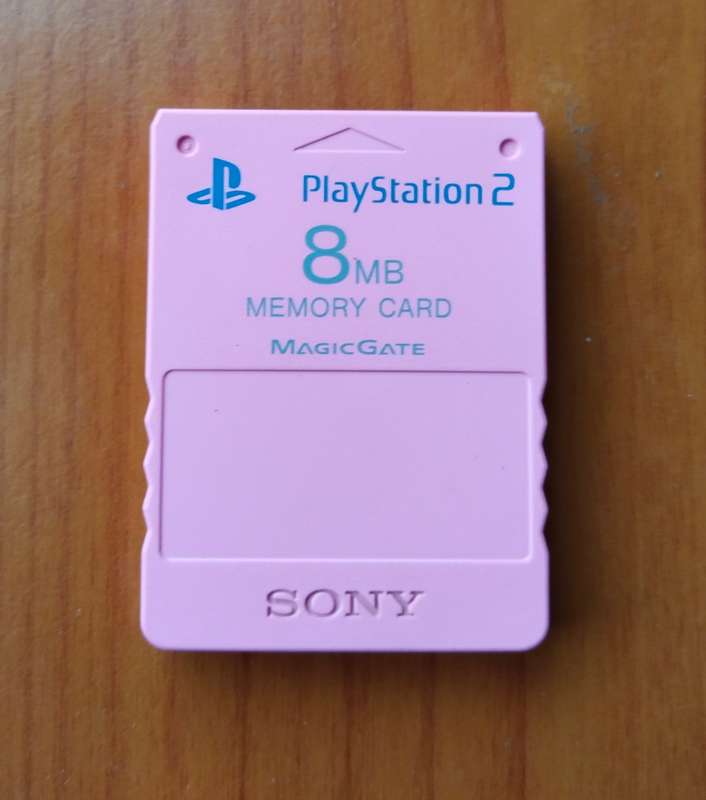 PlayStation 2
8MB
MEMORY CARD
MAGICGATE
SONY